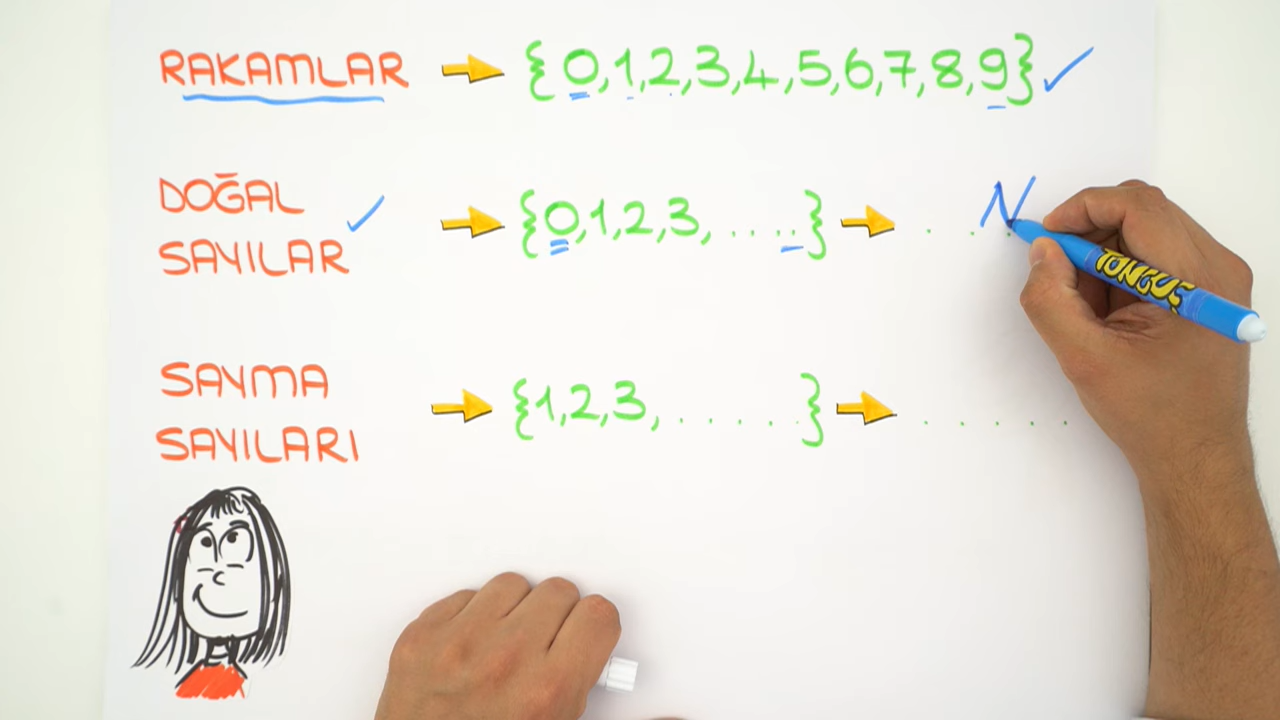 RAKAMLAR → { 0,1,2,3,4,5,6,7,8,9} ✓
DOĞAL
SAYILAR ✓ → {0,1,2,3, . . . . .} → . . . N
SAYMA
SAYILARI → {1,2,3, . . . . . } → . . . . .
TONGUÇ